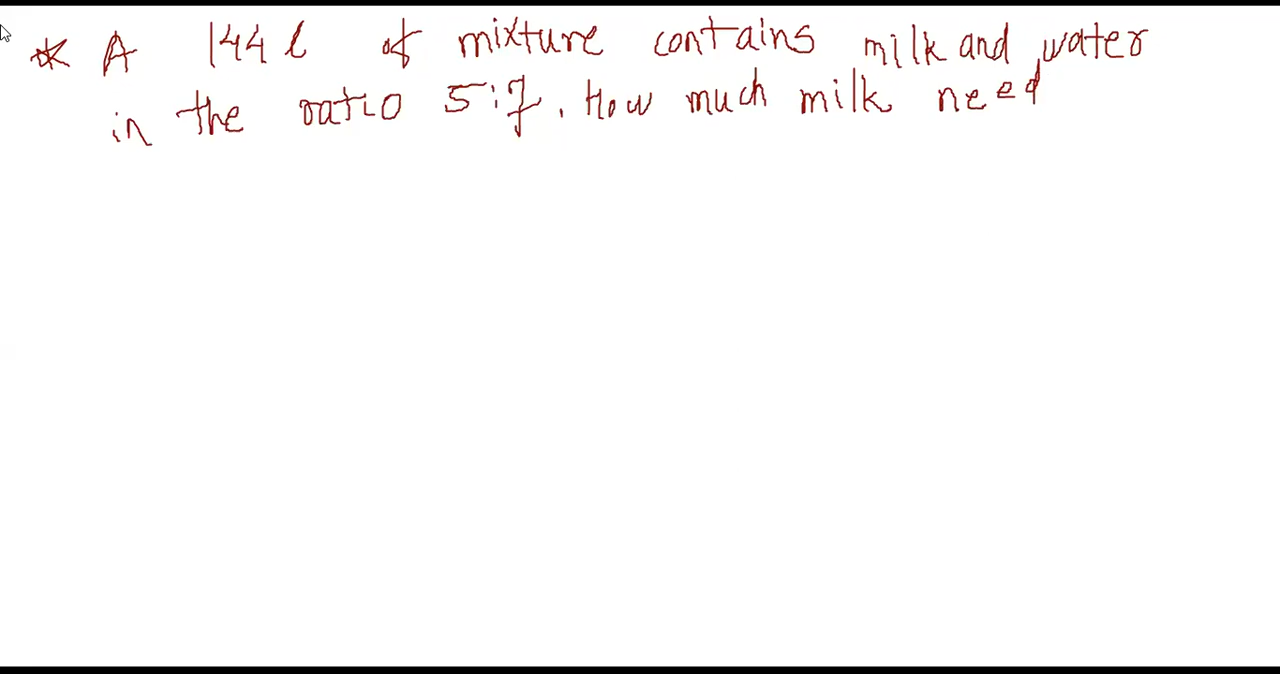 * A 144 l of mixture contains milk and water
in the ratio 5:7. How much milk need